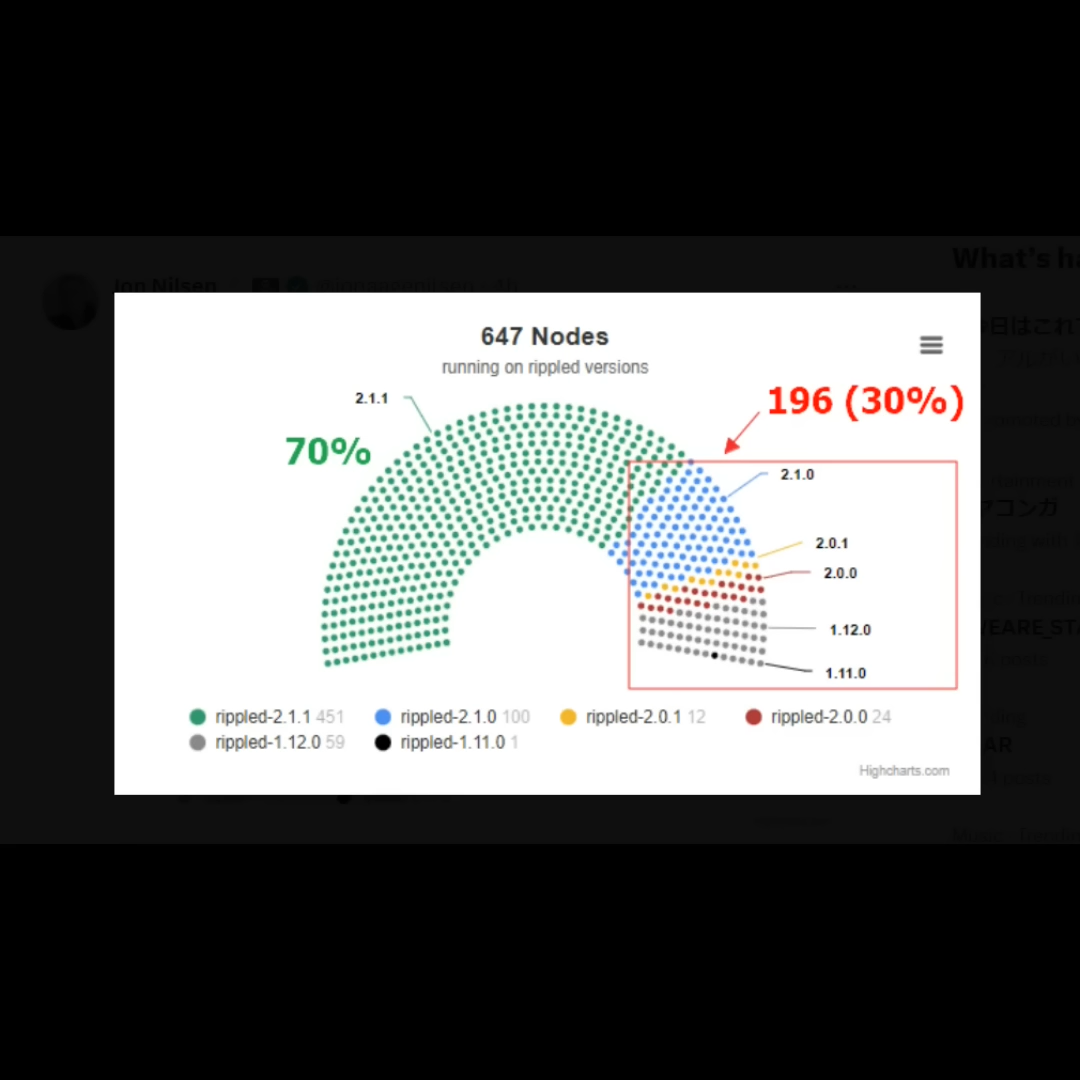 What's ha
Jon Nilsen
今日はこれ
647 Nodes
running on rippled versions
2.1.1
196 (30%)
70%
2.1.0
2.0.1
2.0.0
1.12.0
1.11.0
rippled-2.1.1 451 rippled-2.1.0 100 rippled-2.0.1 12 rippled-2.0.0 24
rippled-1.12.0 59 rippled-1.11.0 1
Highcharts.com
コンガ
AR